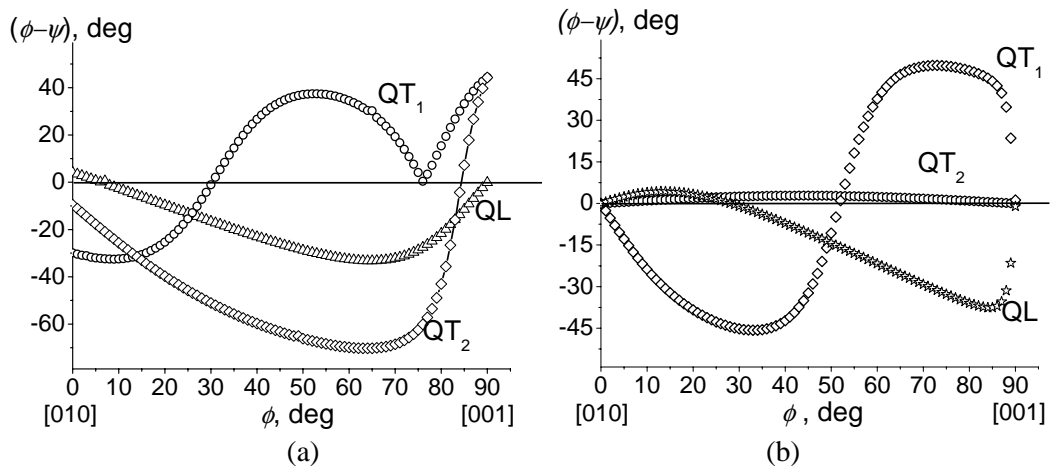 (ϕ–ψ), deg
40
20
0
-20
-40
-60
QT₁
QL
QT₂
0 10 20 30 40 50 60 70 80 90
[010] ϕ, deg [001]
(a)
(ϕ–ψ), deg
45
30
15
0
-15
-30
-45
QT₁
QT₂
QL
0 10 20 30 40 50 60 70 80 90
[010] ϕ , deg [001]
(b)